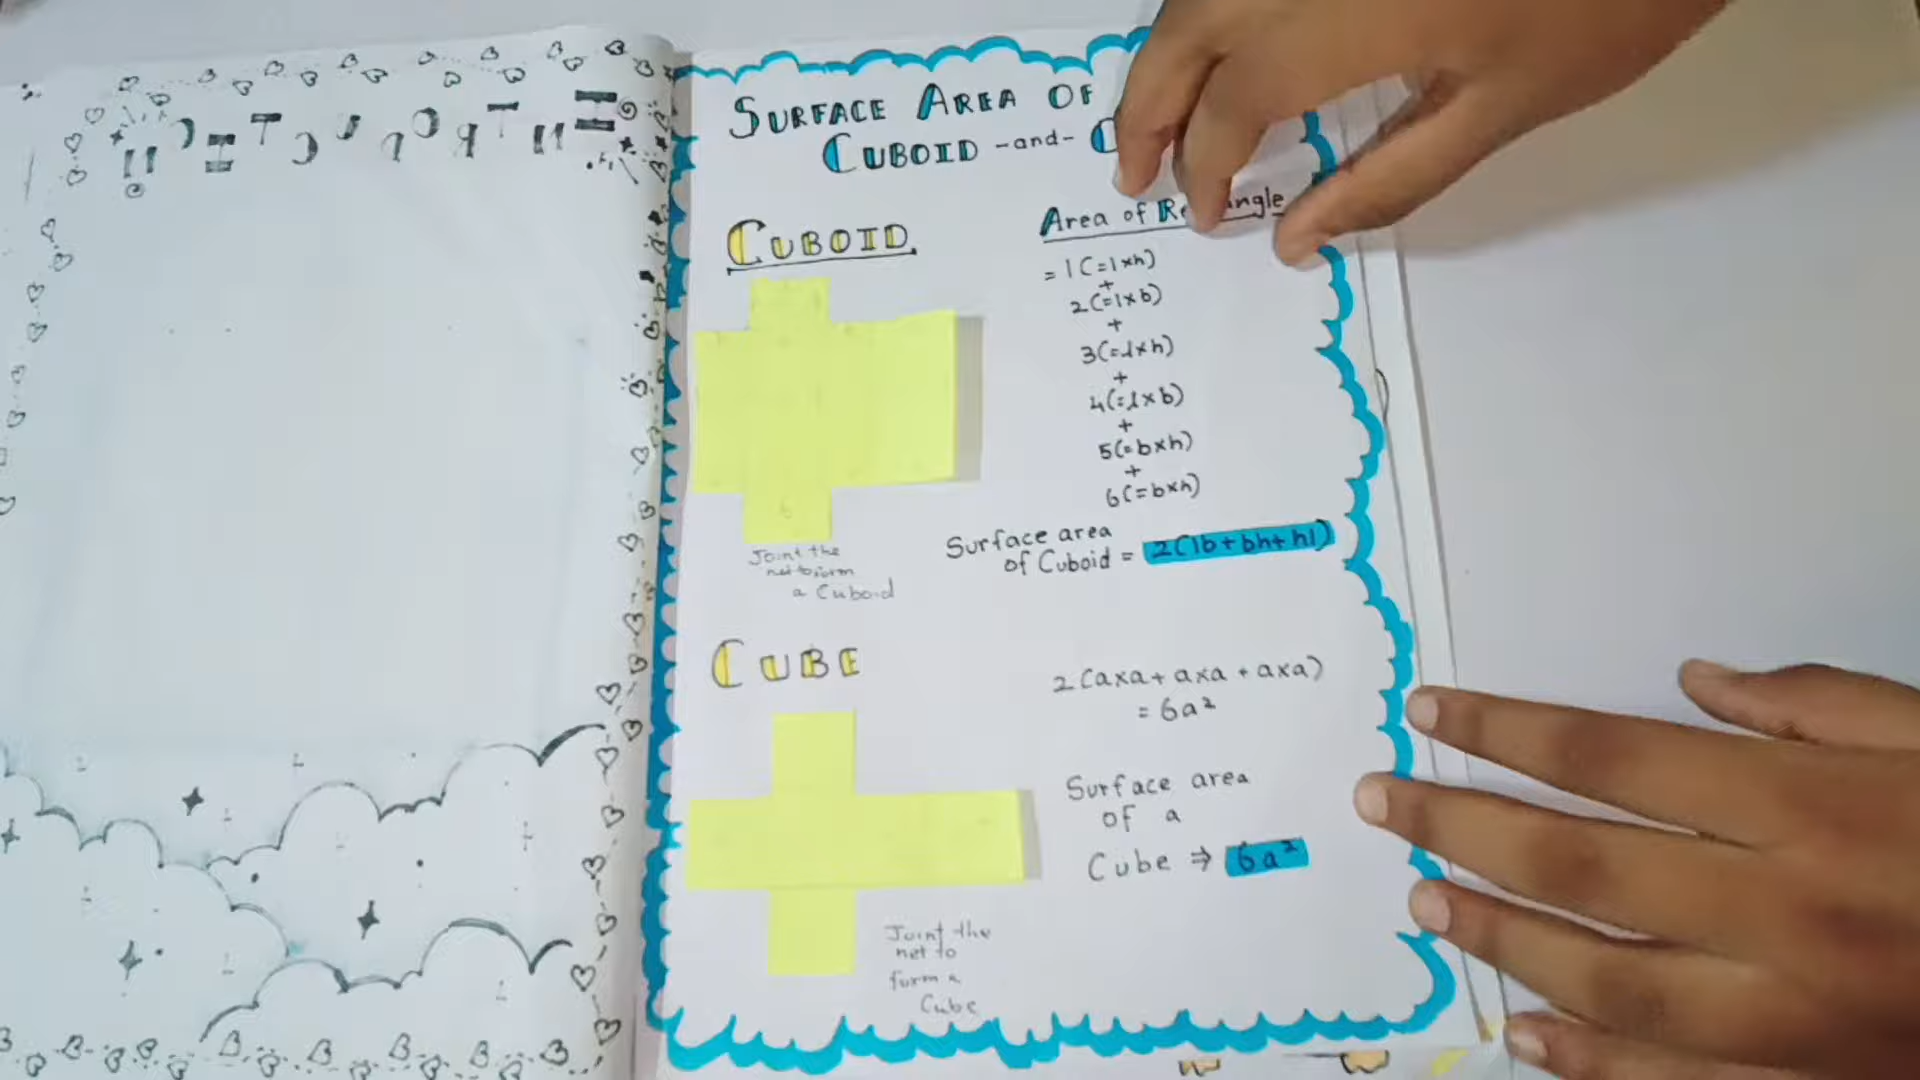 SURFACE AREA OF
CUBOID -and- C
CUBOID
Area of Re angle
= 1 (=l×h)
+
2(=l×b)
+
3(=l×h)
+
4(=l×b)
+
5(=b×h)
+
6(=b×h)
Joint the
net to form
a Cuboid
Surface area
of Cuboid = 2(lb+bh+hl)
CUBE
2(a×a+ a×a + a×a)
= 6a²
Surface area
of a
Cube ⇒ 6a²
Joint the
net to
form a
Cube